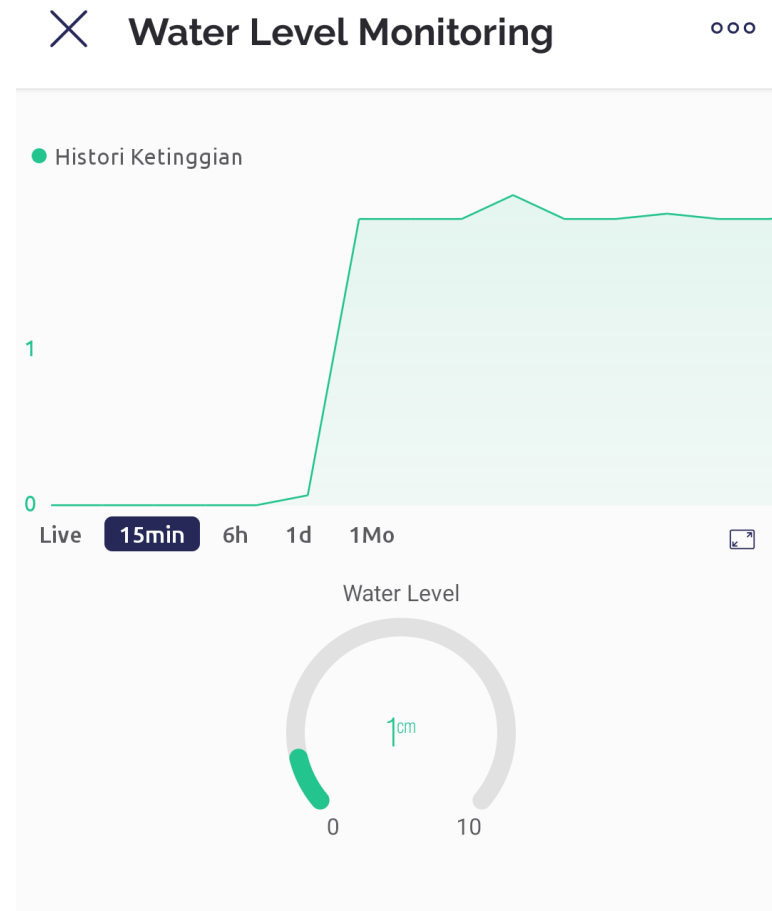 Water Level Monitoring
Histori Ketinggian
1
0
Live 15min 6h 1d 1Mo
Water Level
1cm
0 10